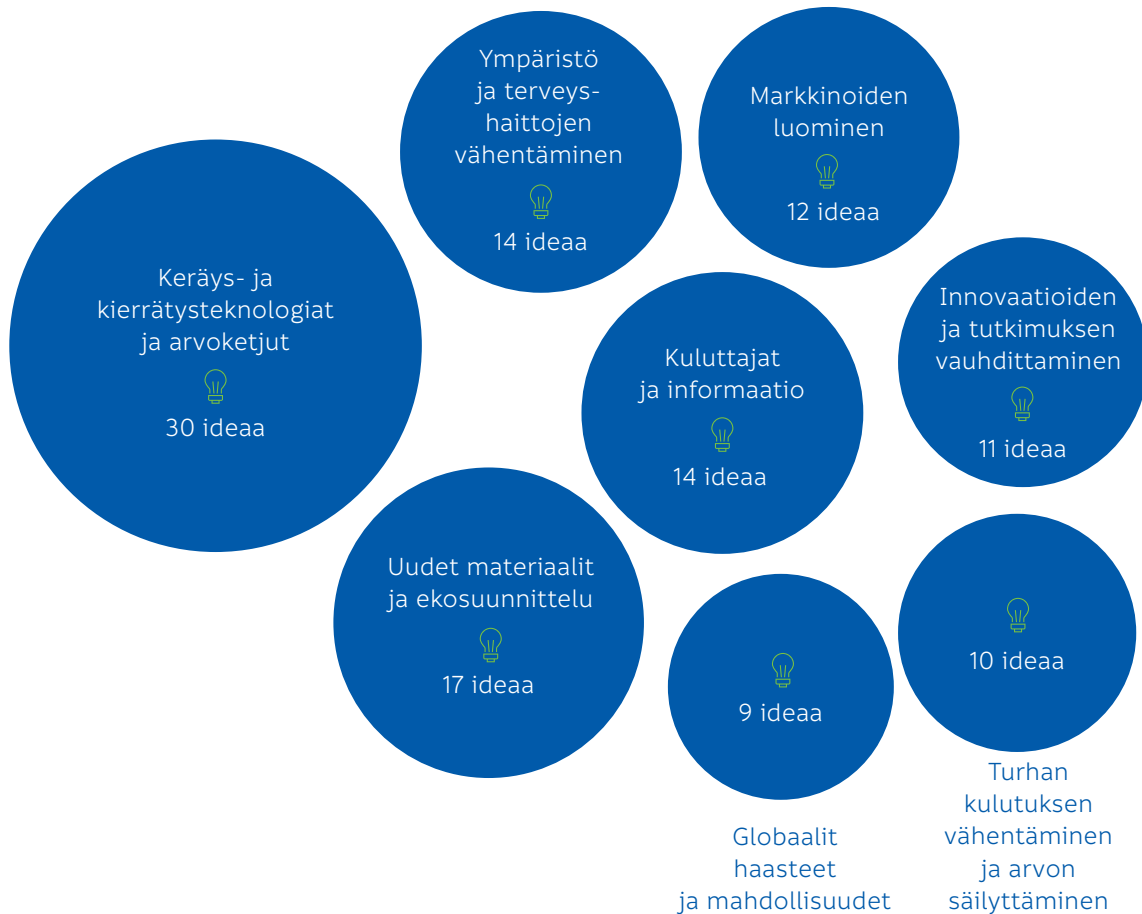 Ympäristö
ja terveys-
haittojen
vähentäminen
14 ideaa
Markkinoiden
luominen
12 ideaa
Keräys- ja
kierrätysteknologiat
ja arvoketjut
30 ideaa
Innovaatioiden
ja tutkimuksen
vauhdittaminen
11 ideaa
Kuluttajat
ja informaatio
14 ideaa
Uudet materiaalit
ja ekosuunnittelu
17 ideaa
9 ideaa
Globaalit
haasteet
ja mahdollisuudet
10 ideaa
Turhan
kulutuksen
vähentäminen
ja arvon
säilyttäminen